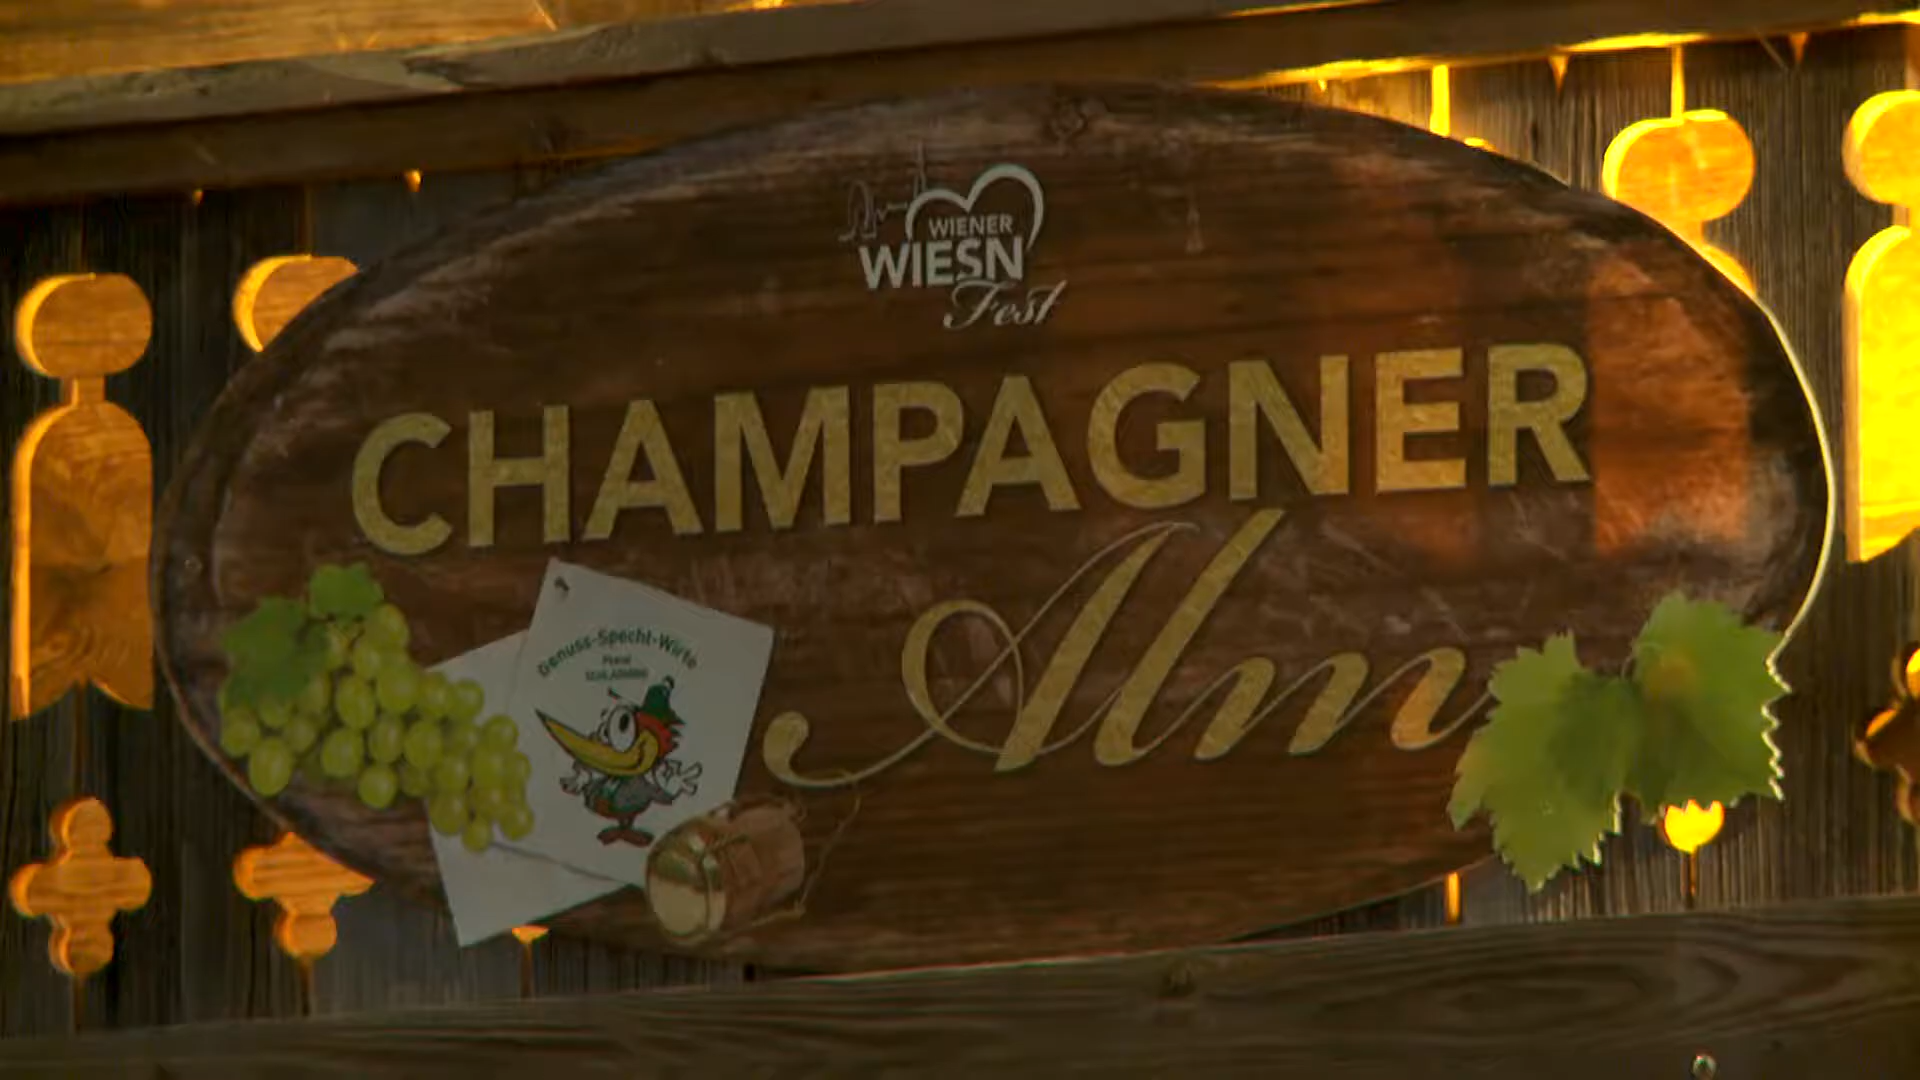 WIENER
WIESN
Fest
CHAMPAGNER
Alm
Genuss-Specht-Wirte